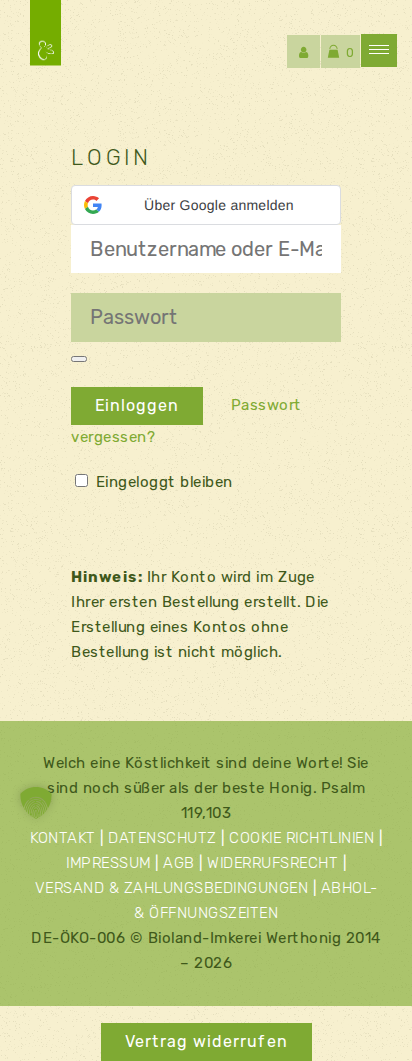 0
LOGIN
Über Google anmelden
Benutzername oder E-Ma
Passwort
Einloggen
Passwort
vergessen?
Eingeloggt bleiben
Hinweis: Ihr Konto wird im Zuge
Ihrer ersten Bestellung erstellt. Die
Erstellung eines Kontos ohne
Bestellung ist nicht möglich.
Welch eine Köstlichkeit sind deine Worte! Sie
sind noch süßer als der beste Honig. Psalm
119,103
KONTAKT | DATENSCHUTZ | COOKIE RICHTLINIEN |
IMPRESSUM | AGB | WIDERRUFSRECHT |
VERSAND & ZAHLUNGSBEDINGUNGEN | ABHOL-
& ÖFFNUNGSZEITEN
DE-ÖKO-006 © Bioland-Imkerei Werthonig 2014
– 2026
Vertrag widerrufen